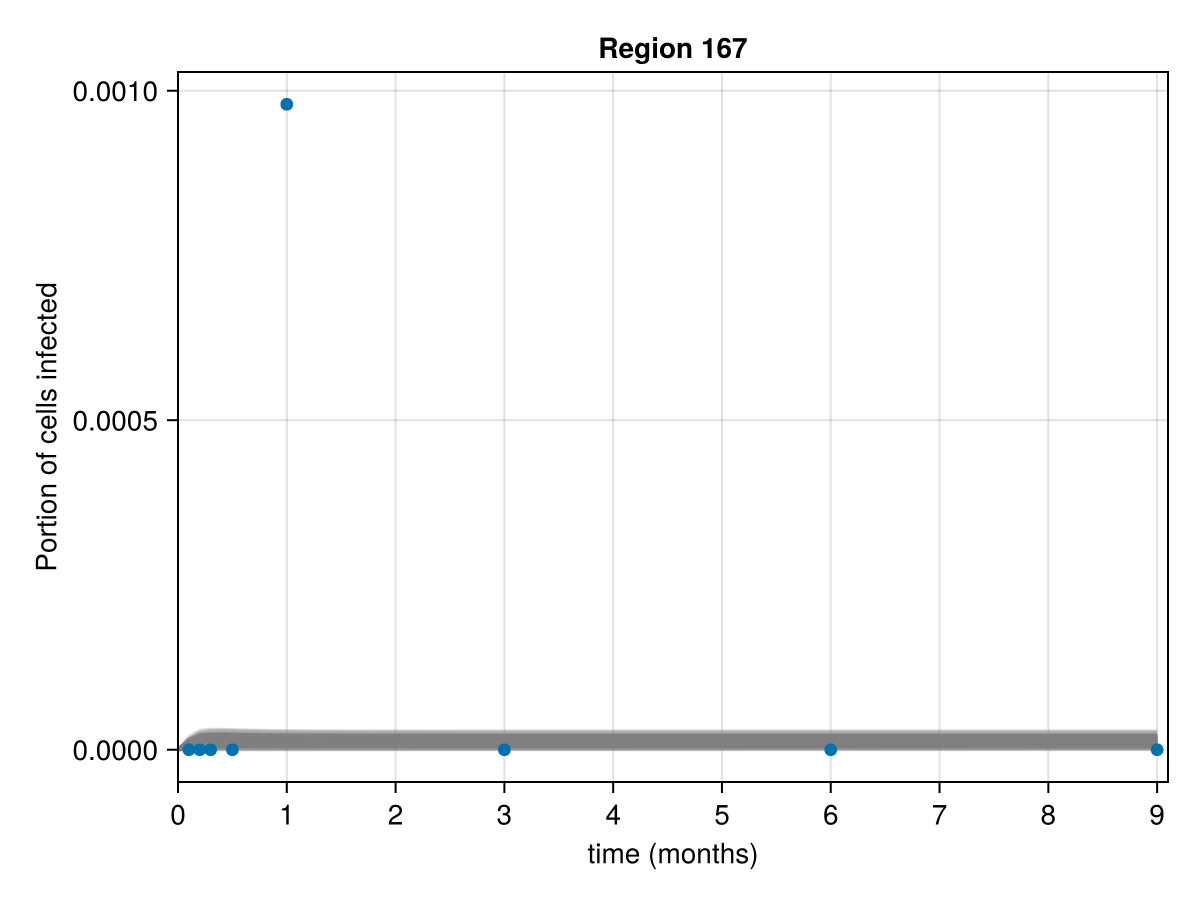 Region 167
0.0010
0.0005
0.0000
Portion of cells infected
0 1 2 3 4 5 6 7 8 9
time (months)